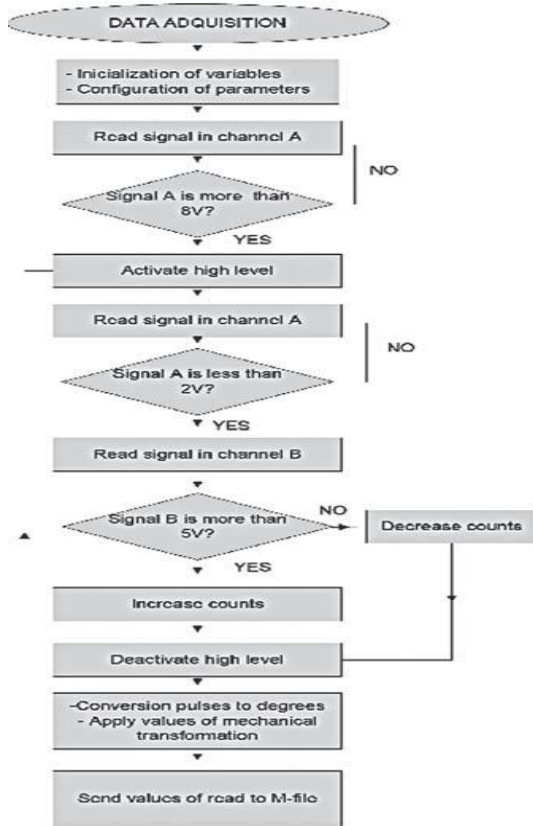 DATA ADQUISITION
- Inicialization of variables
- Configuration of parameters
Read signal in channel A
NO
Signal A is more than
8V?
YES
Activate high level
Read signal in channel A
NO
Signal A is less than
2V?
YES
Read signal in channel B
Signal B is more than
5V?
NO
Decrease counts
YES
Increase counts
Deactivate high level
-Conversion pulses to degrees
- Apply values of mechanical
transformation
Send values of read to M-file